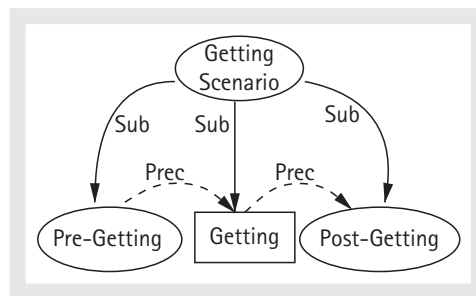 Getting
Scenario
Sub
Sub
Sub
Prec
Prec
Pre-Getting
Getting
Post-Getting